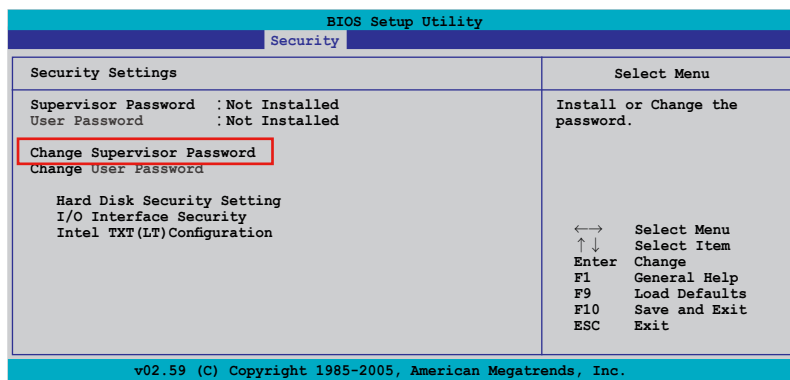 BIOS Setup Utility
Security
Security Settings
Supervisor Password : Not Installed
User Password : Not Installed
Change Supervisor Password
Change User Password
Hard Disk Security Setting
I/O Interface Security
Intel TXT(LT)Configuration
Select Menu
Install or Change the
password.
←→ Select Menu
↑↓ Select Item
Enter Change
F1 General Help
F9 Load Defaults
F10 Save and Exit
ESC Exit
v02.59 (C) Copyright 1985-2005, American Megatrends, Inc.